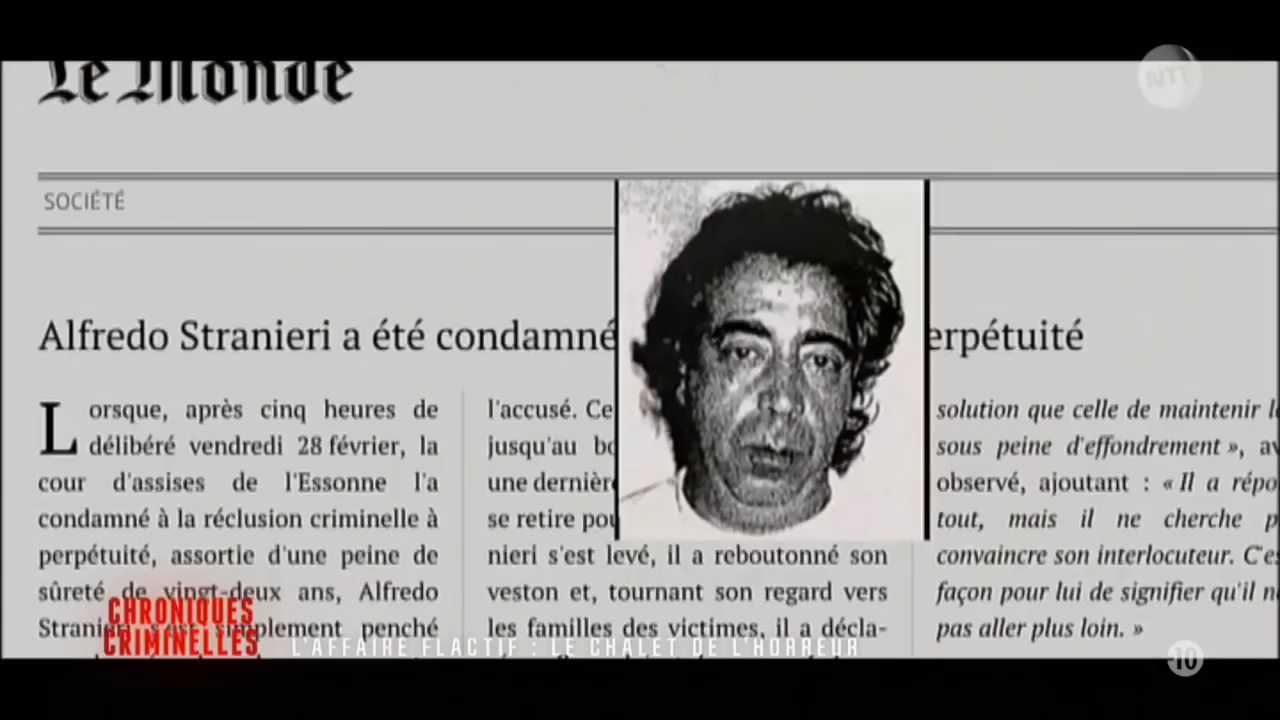 Le Monde
NT1
SOCIÉTÉ
Alfredo Stranieri a été condamné
erpétuité
Lorsque, après cinq heures de
délibéré vendredi 28 février, la
cour d'assises de l'Essonne l'a
condamné à la réclusion criminelle à
perpétuité, assortie d'une peine de
sûreté de vingt-deux ans, Alfredo
l'accusé. Ce
jusqu'au bo
une dernièr
se retire pou
nieri s'est levé, il a reboutonné son
veston et, tournant son regard vers
les familles des victimes, il a décla-
solution que celle de maintenir l
sous peine d'effondrement », av
observé, ajoutant : « Il a répo
tout, mais il ne cherche p
convaincre son interlocuteur. C'es
façon pour lui de signifier qu'il n
pas aller plus loin. »
penché
CHRONIQUES
CRIMINELLES
L'AFFAIRE FLACTIF : LE CHALET DE L'HORREUR
-10